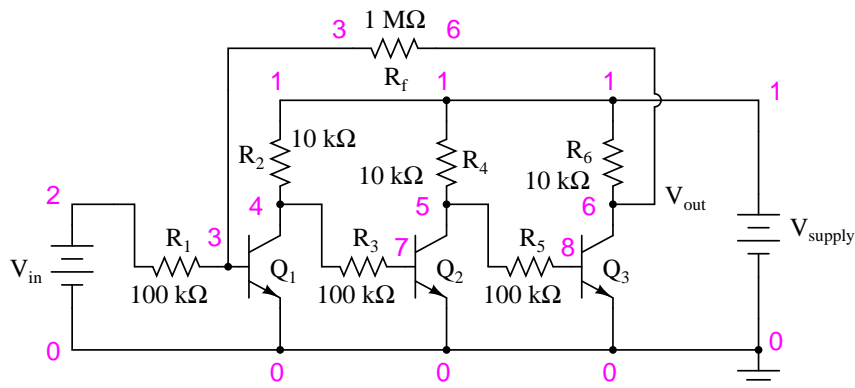 1 MΩ
3 6
R_f
1 1 1 1
10 kΩ
R_2 R_4 R_6
10 kΩ 10 kΩ
2 4 5 6 V_out
R_1 3 R_3 7 R_5 8
V_in Q_1 Q_2 Q_3 V_supply
100 kΩ 100 kΩ 100 kΩ
0 0 0 0 0